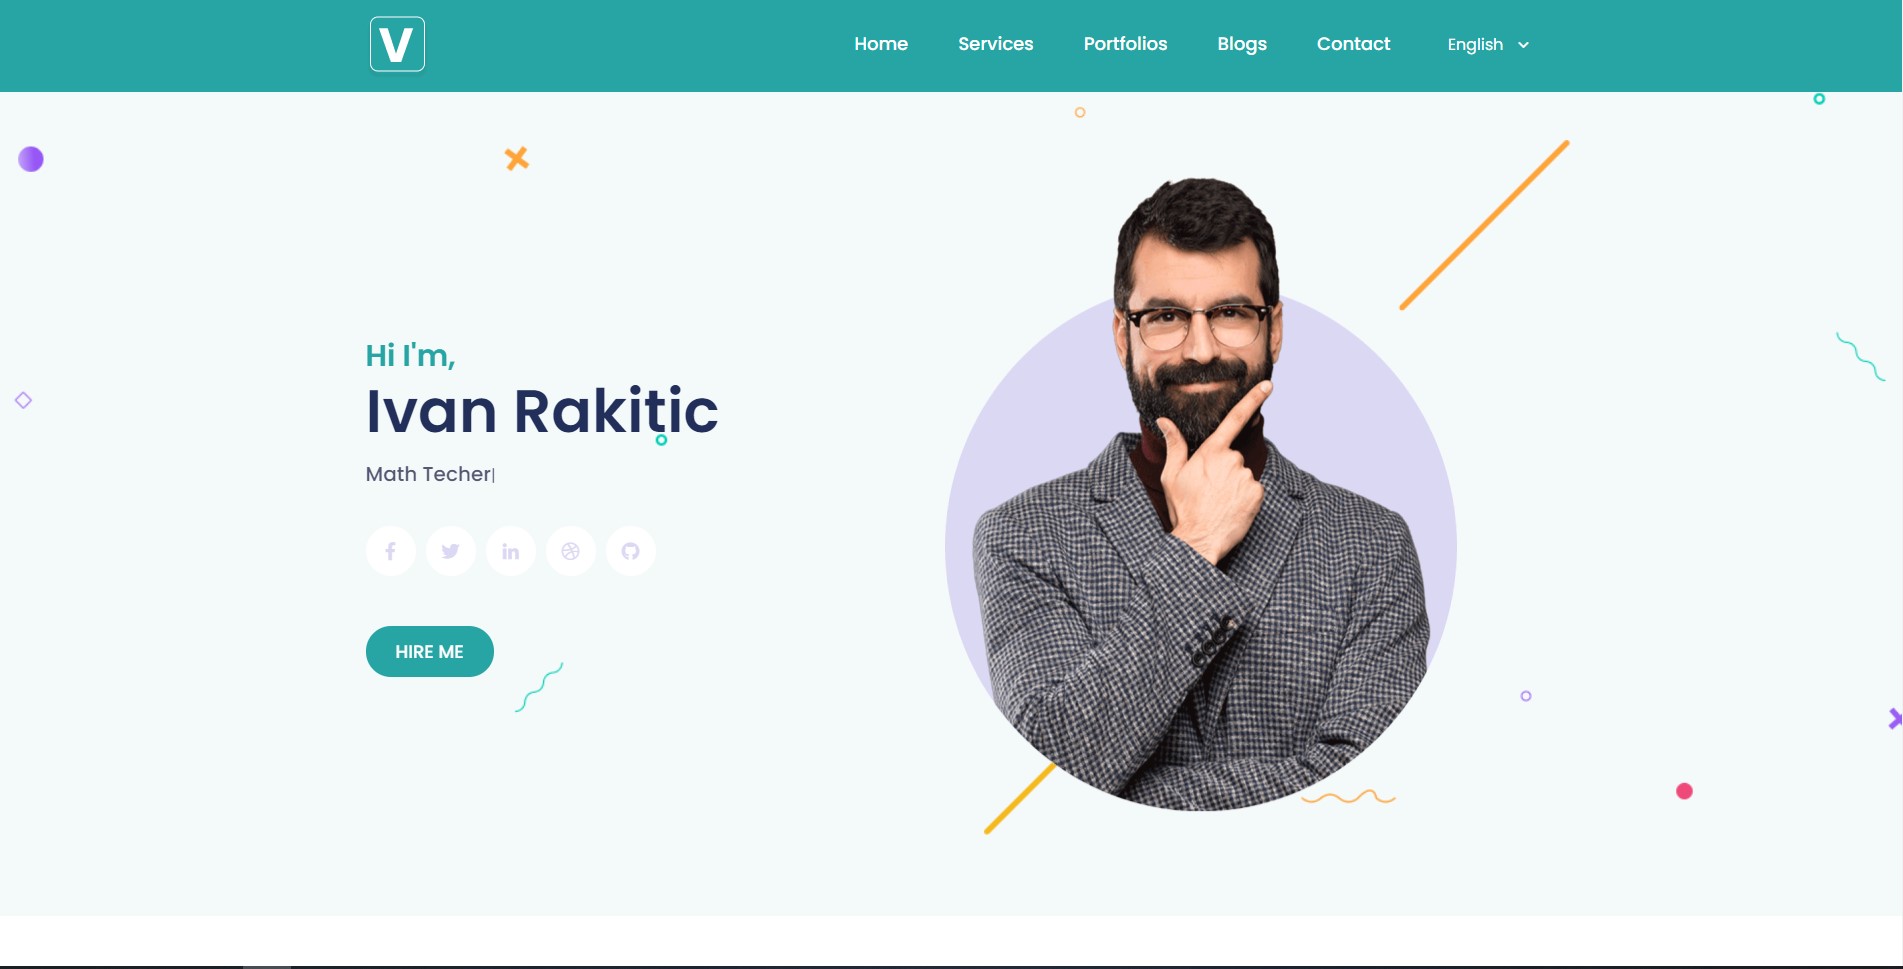 V
Home Services Portfolios Blogs Contact English
Hi I'm,
Ivan Rakitic
Math Techer
HIRE ME